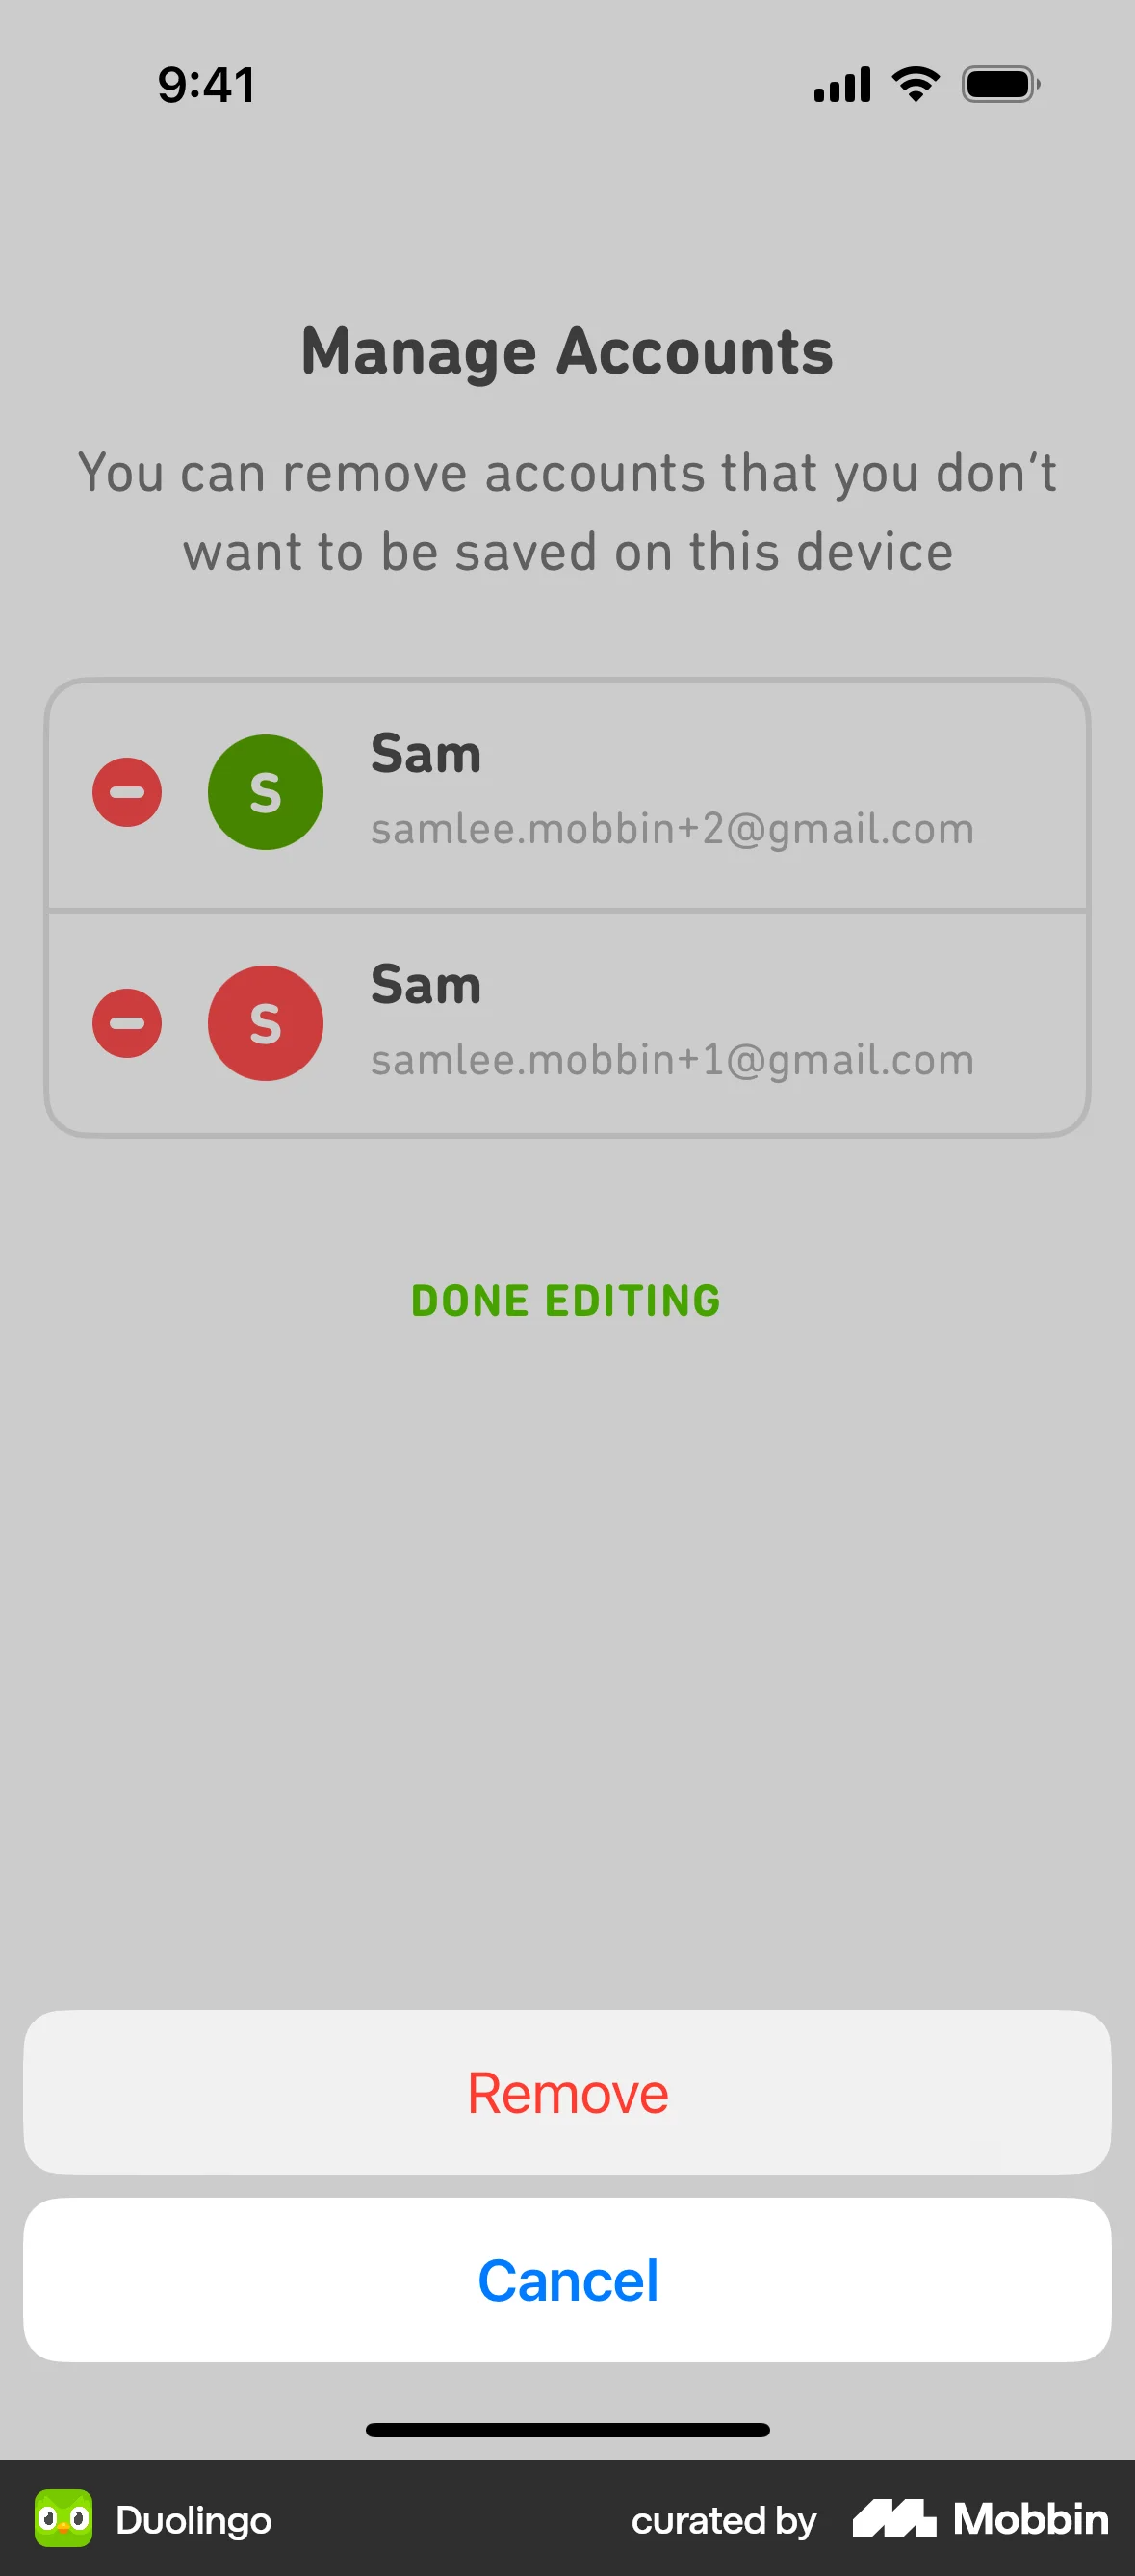 9:41
Manage Accounts
You can remove accounts that you don't
want to be saved on this device
S
Sam
samlee.mobbin+2@gmail.com
S
Sam
samlee.mobbin+1@gmail.com
DONE EDITING
Remove
Cancel
Duolingo
curated by Mobbin